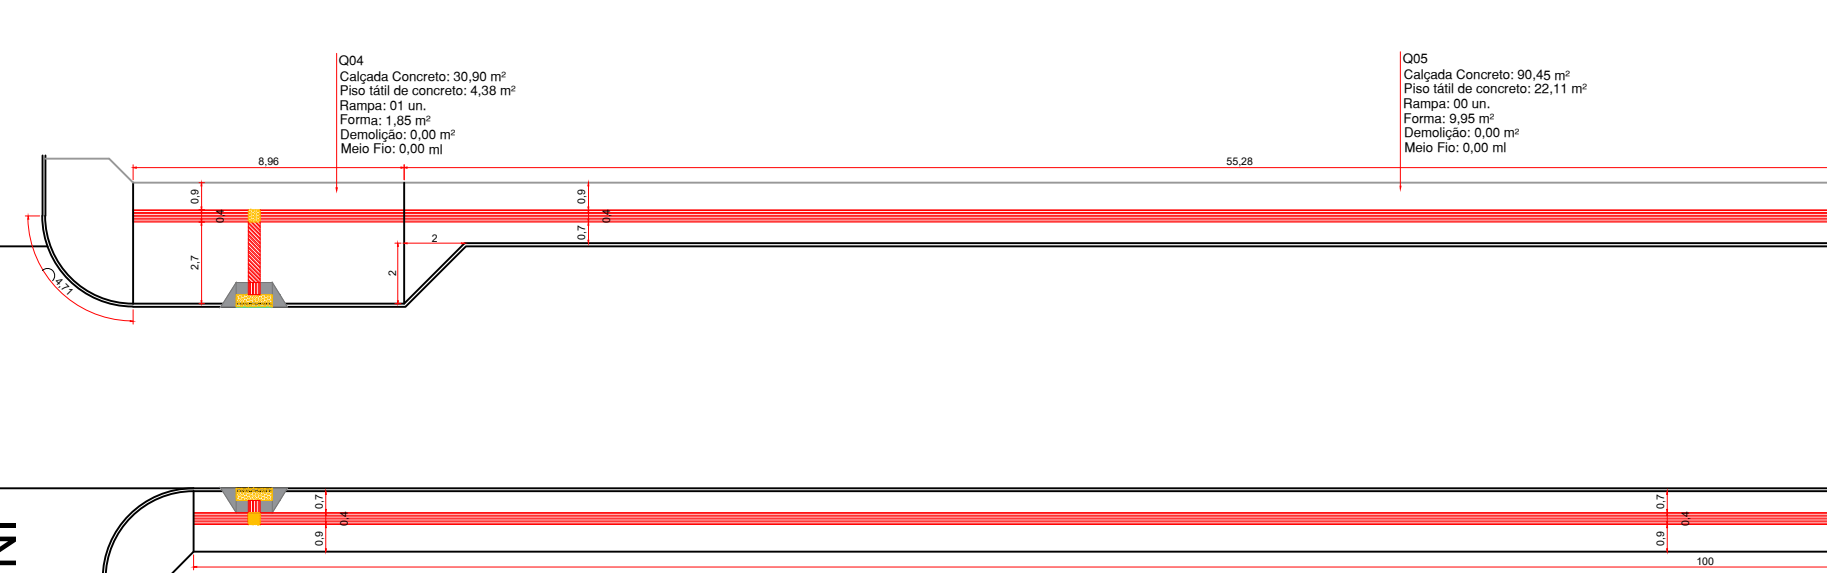 Q04
Calçada Concreto: 30,90 m²
Piso tátil de concreto: 4,38 m²
Rampa: 01 un.
Forma: 1,85 m²
Demolição: 0,00 m²
Meio Fio: 0,00 ml
Q05
Calçada Concreto: 90,45 m²
Piso tátil de concreto: 22,11 m²
Rampa: 00 un.
Forma: 9,95 m²
Demolição: 0,00 m²
Meio Fio: 0,00 ml
8,96
55,28
0,9
0,4
2,7
0,9
0,4
0,7
2
2
4,71
0,7
0,4
0,9
0,7
0,4
0,9
100